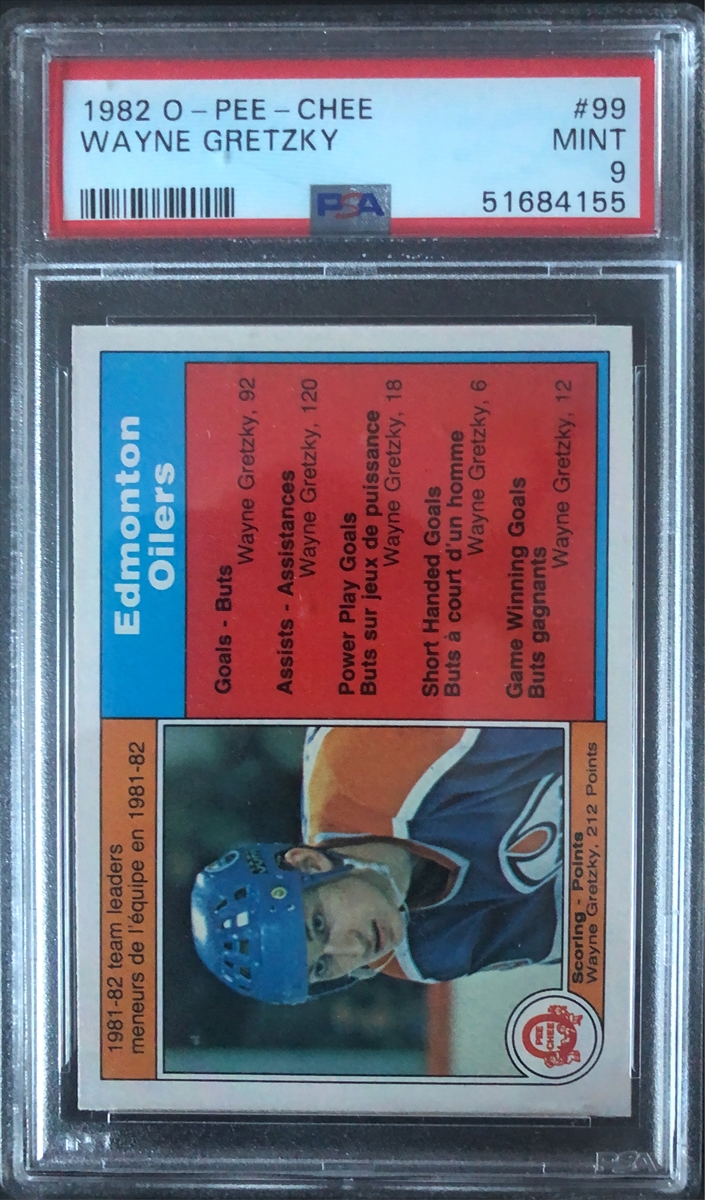 1982 O-PEE-CHEE
#99
WAYNE GRETZKY
MINT
9
PSA
51684155
1981-82 team leaders
meneurs de l'équipe en 1981-82
Edmonton
Oilers
Goals - Buts
Wayne Gretzky, 92
Assists - Assistances
Wayne Gretzky, 120
Power Play Goals
Buts sur jeux de puissance
Wayne Gretzky, 18
Short Handed Goals
Buts à court d'un homme
Wayne Gretzky, 6
Game Winning Goals
Buts gagnants
Wayne Gretzky, 12
O
PEE
CHEE
Scoring - Points
Wayne Gretzky, 212 Points
PSA